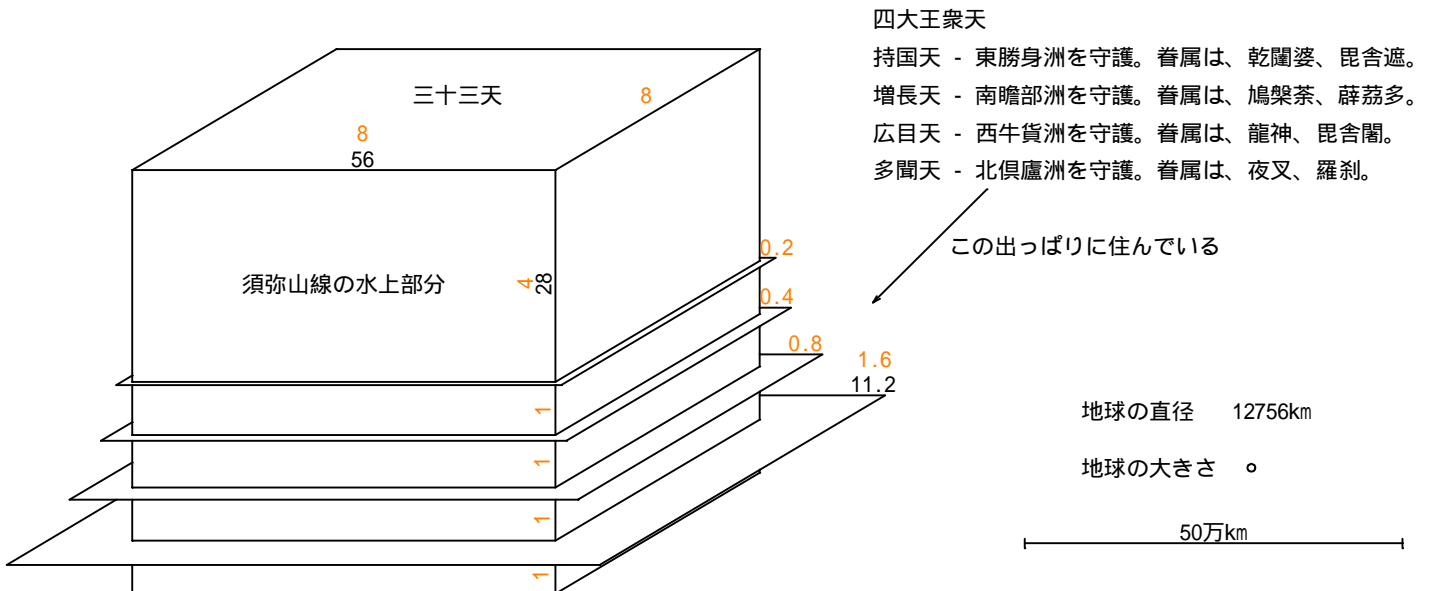 四大王衆天
持国天 - 東勝身洲を守護。眷属は、乾闥婆、毘舎遮。
増長天 - 南瞻部洲を守護。眷属は、鳩槃荼、薜茘多。
広目天 - 西牛貨洲を守護。眷属は、龍神、毘舎闍。
多聞天 - 北倶盧洲を守護。眷属は、夜叉、羅刹。
この出っぱりに住んでいる
三十三天
8
8
56
須弥山線の水上部分
4
28
0.2
0.4
0.8
1.6
11.2
1
1
1
1
地球の直径 12756km
地球の大きさ
50万km